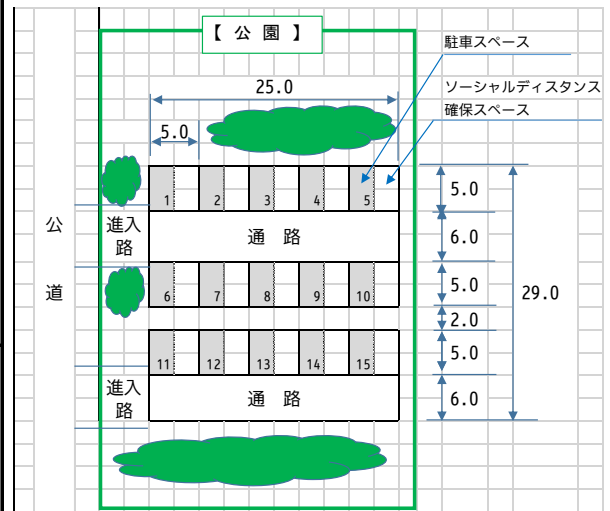 【 公 園 】
駐車スペース
ソーシャルディスタンス
確保スペース
25.0
5.0
1 2 3 4 5
5.0
公
道
進入
路
通 路
6.0
6 7 8 9 10
5.0
29.0
2.0
11 12 13 14 15
5.0
進入
路
通 路
6.0